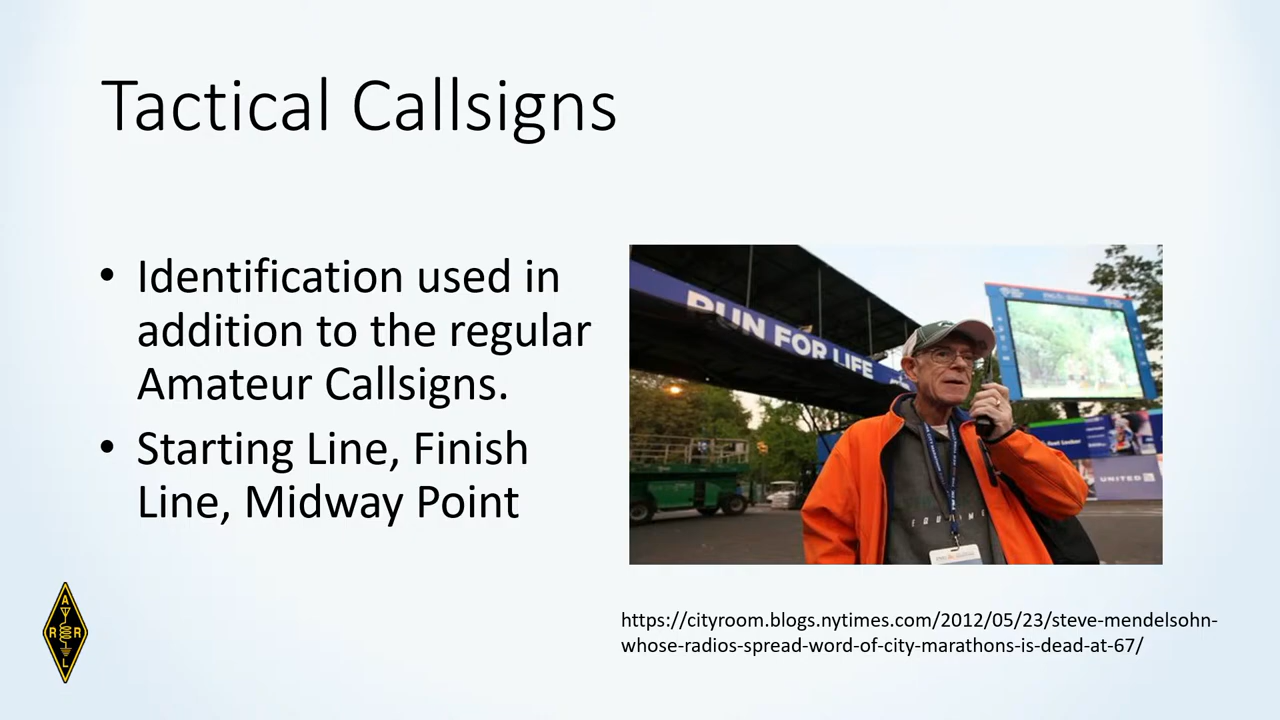 Tactical Callsigns
• Identification used in
addition to the regular
Amateur Callsigns.
• Starting Line, Finish
Line, Midway Point
RUN FOR LIFE
UNITED
https://cityroom.blogs.nytimes.com/2012/05/23/steve-mendelsohn-
whose-radios-spread-word-of-city-marathons-is-dead-at-67/
A
R R
L